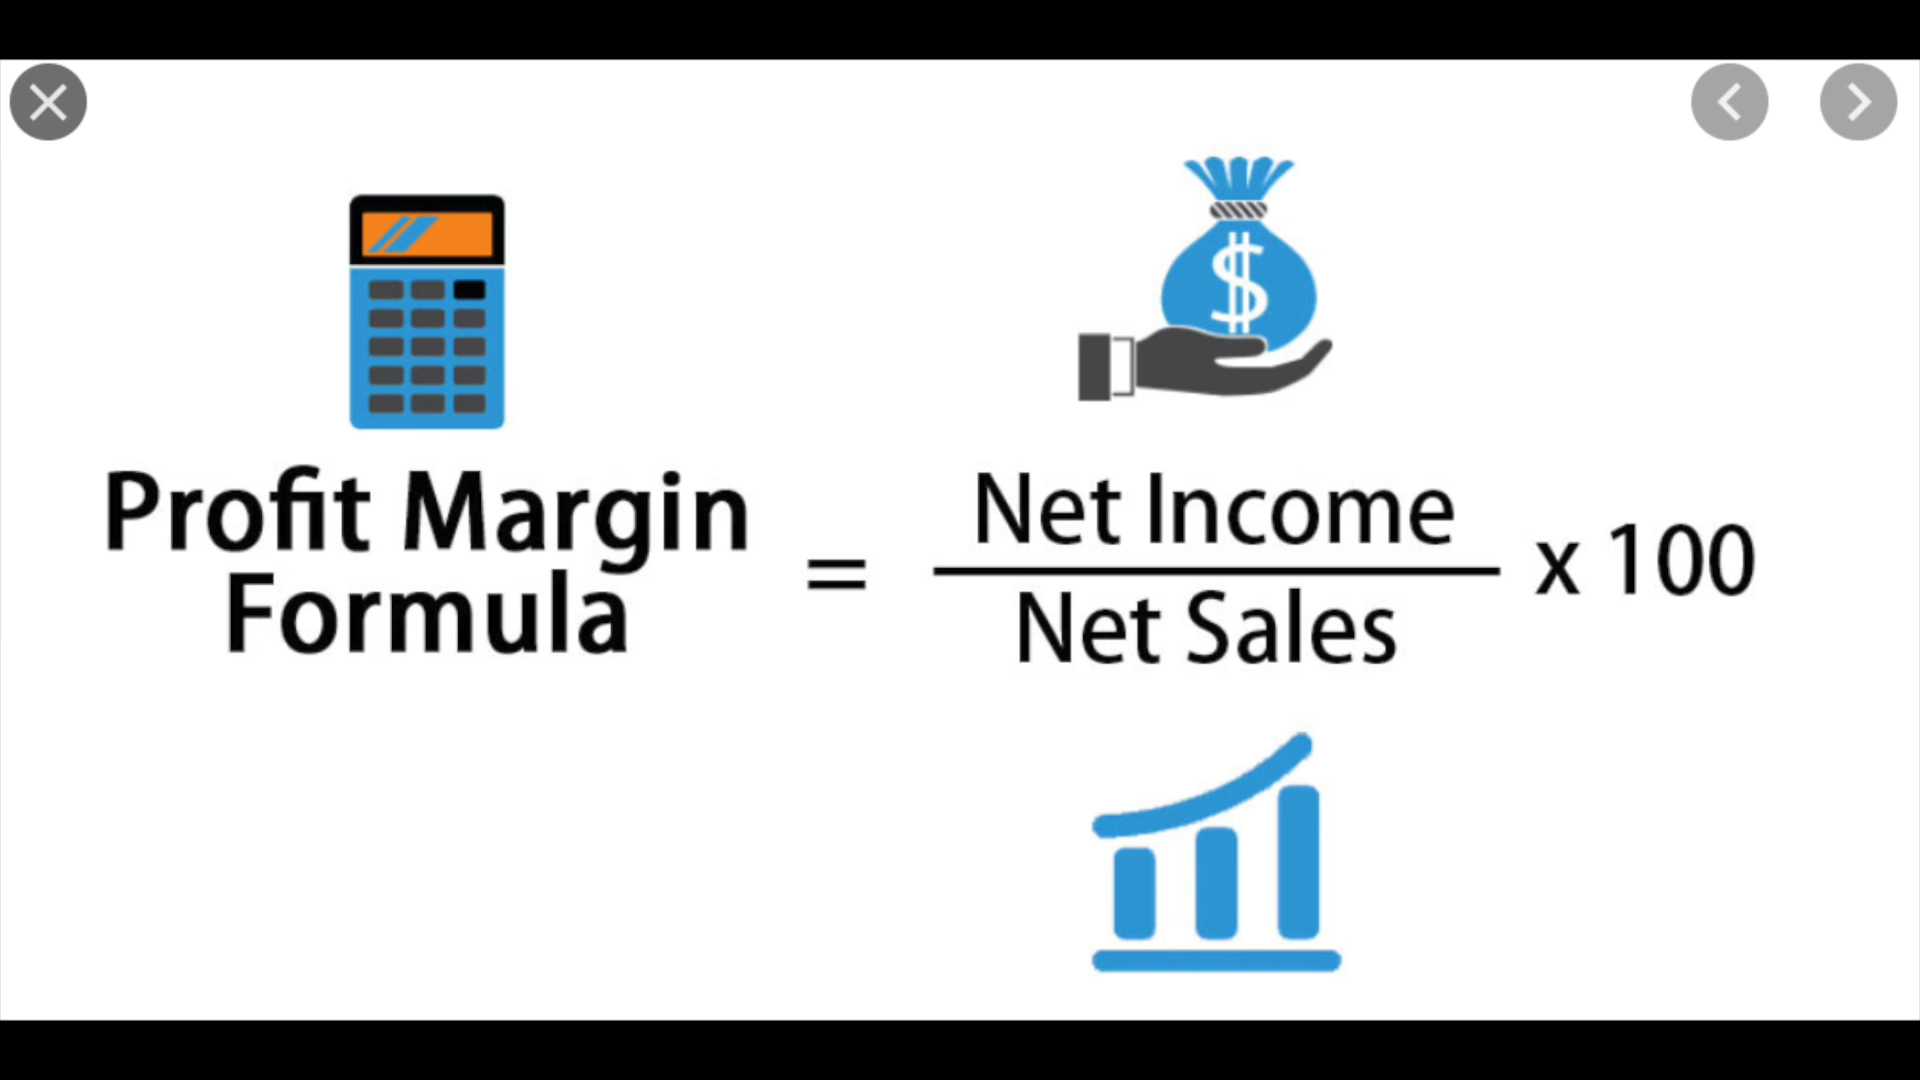 $
Profit Margin
Formula
=
Net Income
Net Sales
x 100